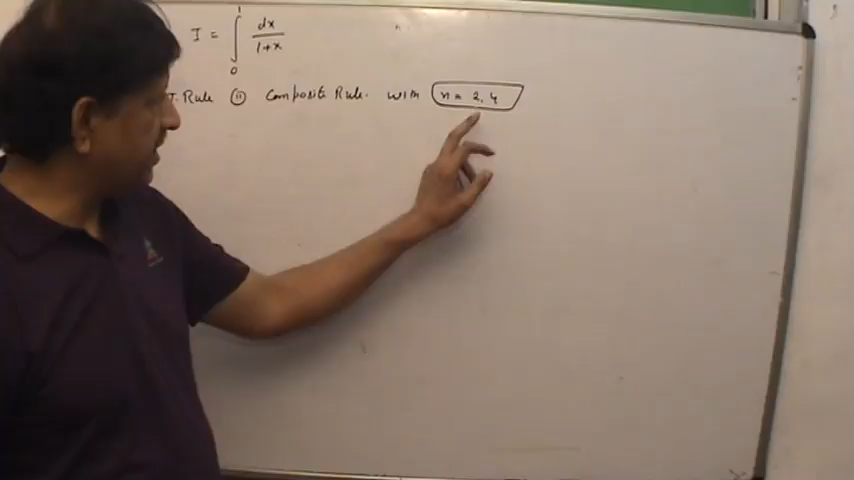 I = ∫₀¹ dx/(1+x)
T. Rule (ii) Composite Rule. with n = 2, 4